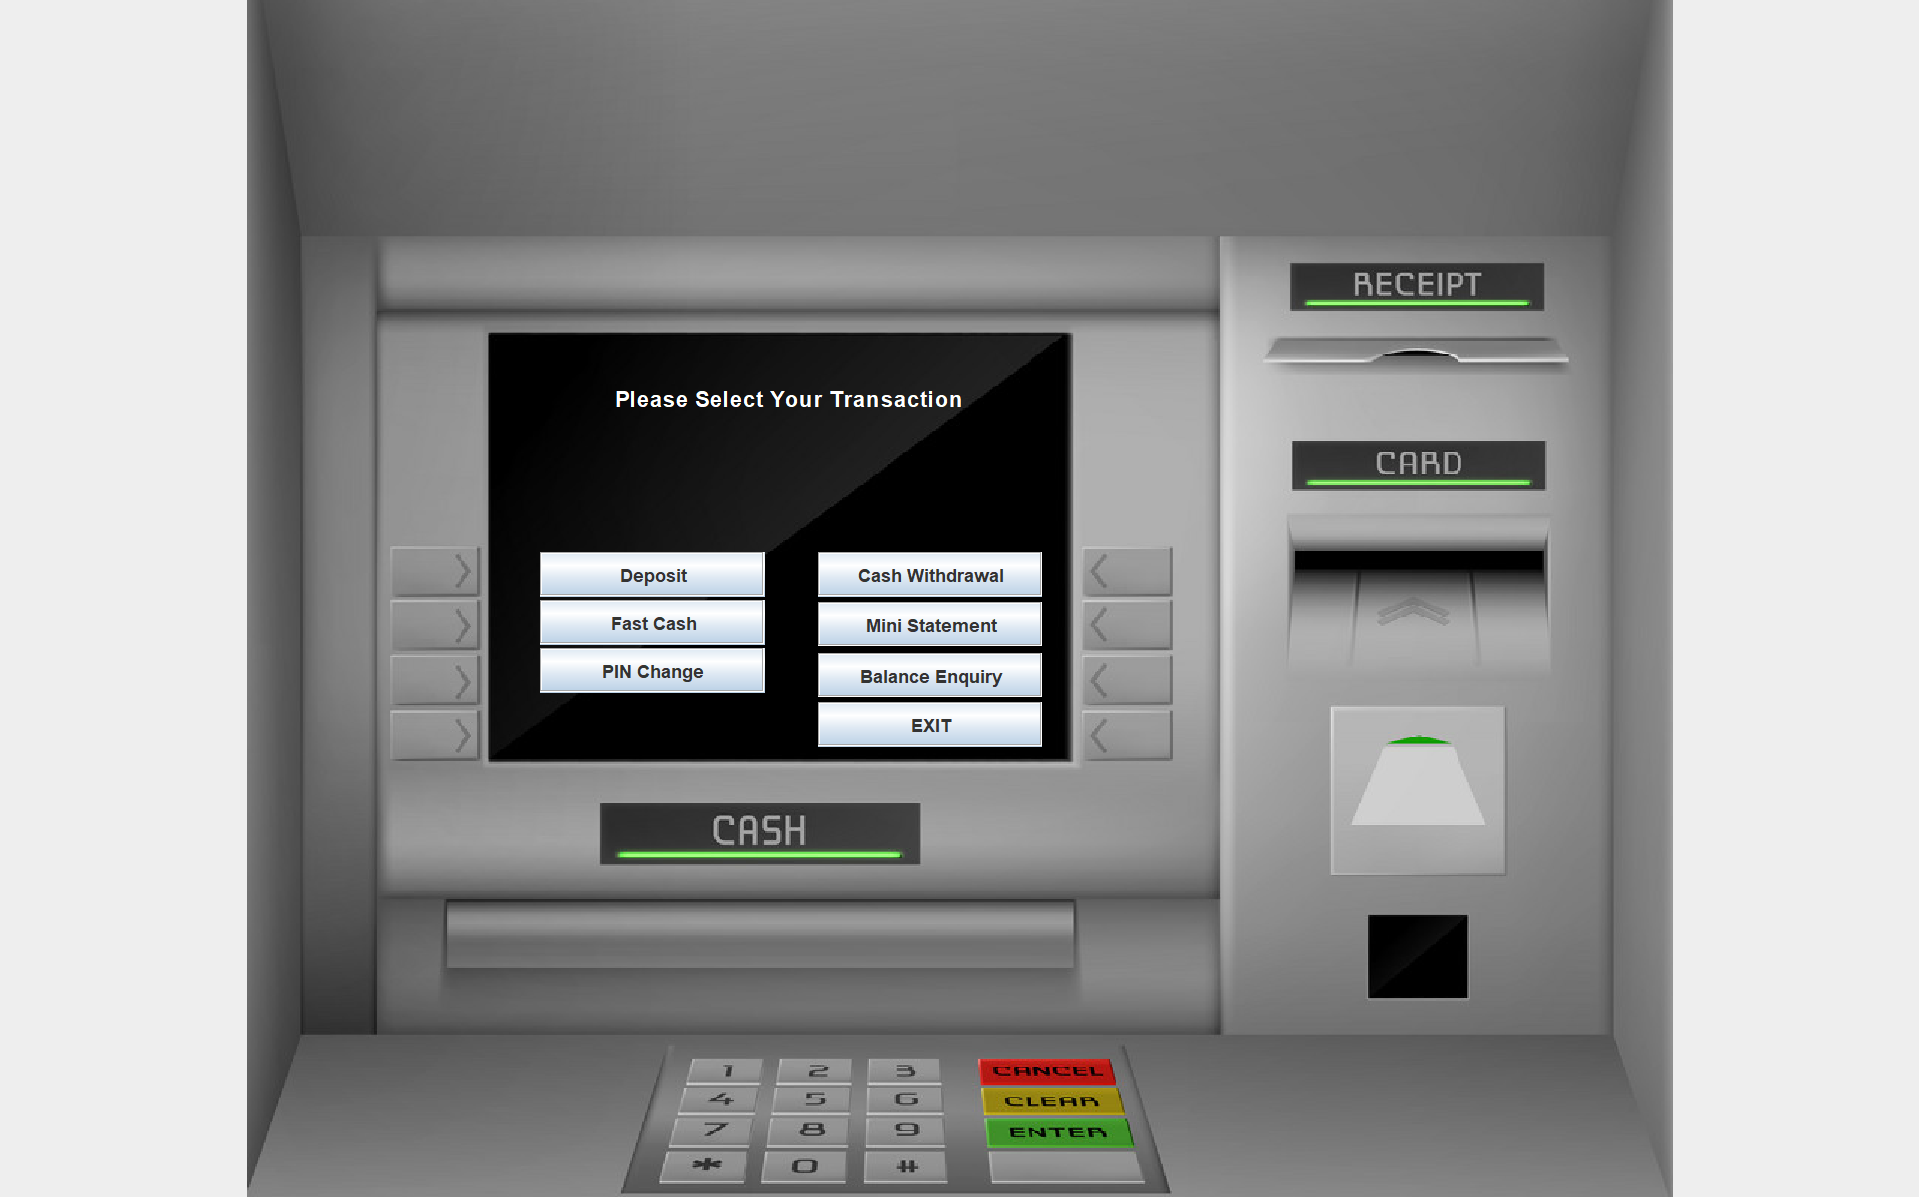 RECEIPT
Please Select Your Transaction
CARD
Deposit
Cash Withdrawal
Fast Cash
Mini Statement
PIN Change
Balance Enquiry
EXIT
CASH
1 2 3 CANCEL
4 5 6 CLEAR
7 8 9 ENTER
* 0 #